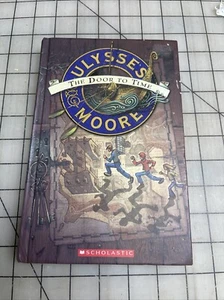 ULYSSES
THE DOOR TO TIME
MOORE
SCHOLASTIC